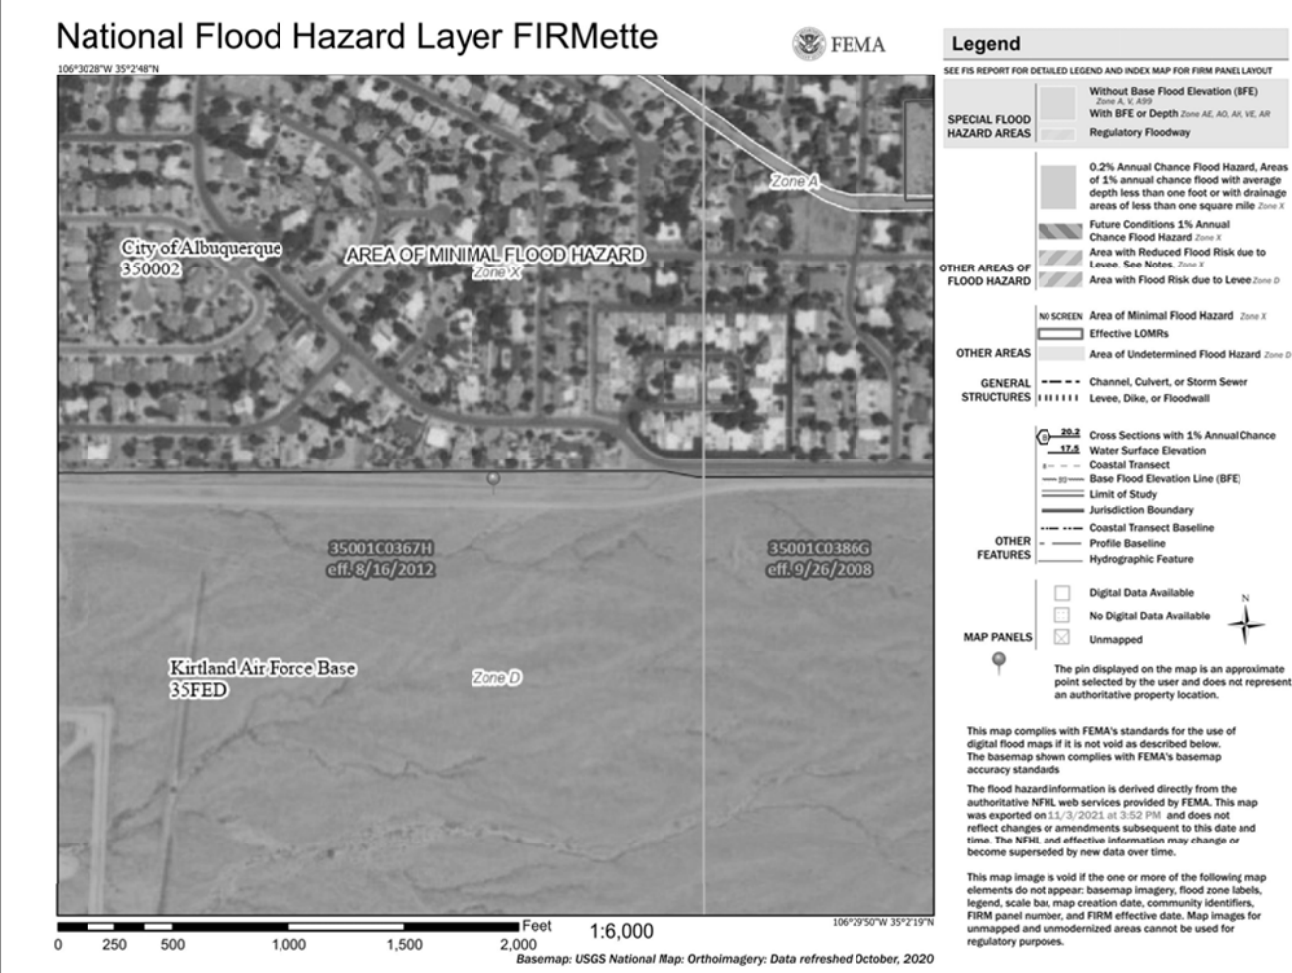 National Flood Hazard Layer FIRMette
FEMA
106°30'28"W 35°2'48"N
Zone A
City of Albuquerque
350002
AREA OF MINIMAL FLOOD HAZARD
Zone X
35001C0367H
eff. 8/16/2012
35001C0386G
eff. 9/26/2008
Kirtland Air Force Base
35FED
Zone D
106°29'50"W 35°2'19"N
Feet
1:6,000
0 250 500 1,000 1,500 2,000
Basemap: USGS National Map: Orthoimagery: Data refreshed October, 2020
Legend
SEE FIS REPORT FOR DETAILED LEGEND AND INDEX MAP FOR FIRM PANEL LAYOUT
SPECIAL FLOOD
HAZARD AREAS
Without Base Flood Elevation (BFE)
Zone A, V, A99
With BFE or Depth Zone AE, AO, AH, VE, AR
Regulatory Floodway
0.2% Annual Chance Flood Hazard, Areas
of 1% annual chance flood with average
depth less than one foot or with drainage
areas of less than one square mile Zone X
Future Conditions 1% Annual
Chance Flood Hazard Zone X
Area with Reduced Flood Risk due to
Levee. See Notes. Zone X
OTHER AREAS OF
FLOOD HAZARD
Area with Flood Risk due to Levee Zone D
NO SCREEN Area of Minimal Flood Hazard Zone X
Effective LOMRs
OTHER AREAS
Area of Undetermined Flood Hazard Zone D
GENERAL
STRUCTURES
Channel, Culvert, or Storm Sewer
Levee, Dike, or Floodwall
B 20.2 Cross Sections with 1% Annual Chance
17.5 Water Surface Elevation
8 Coastal Transect
Base Flood Elevation Line (BFE)
Limit of Study
Jurisdiction Boundary
Coastal Transect Baseline
OTHER
FEATURES
Profile Baseline
Hydrographic Feature
Digital Data Available
No Digital Data Available
Unmapped
MAP PANELS
N
The pin displayed on the map is an approximate
point selected by the user and does not represent
an authoritative property location.
This map complies with FEMA's standards for the use of
digital flood maps if it is not void as described below.
The basemap shown complies with FEMA's basemap
accuracy standards
The flood hazard information is derived directly from the
authoritative NFHL web services provided by FEMA. This map
was exported on 11/3/2021 at 3:52 PM and does not
reflect changes or amendments subsequent to this date and
time. The NFHL and effective information may change or
become superseded by new data over time.
This map image is void if the one or more of the following map
elements do not appear: basemap imagery, flood zone labels,
legend, scale bar, map creation date, community identifiers,
FIRM panel number, and FIRM effective date. Map images for
unmapped and unmodernized areas cannot be used for
regulatory purposes.